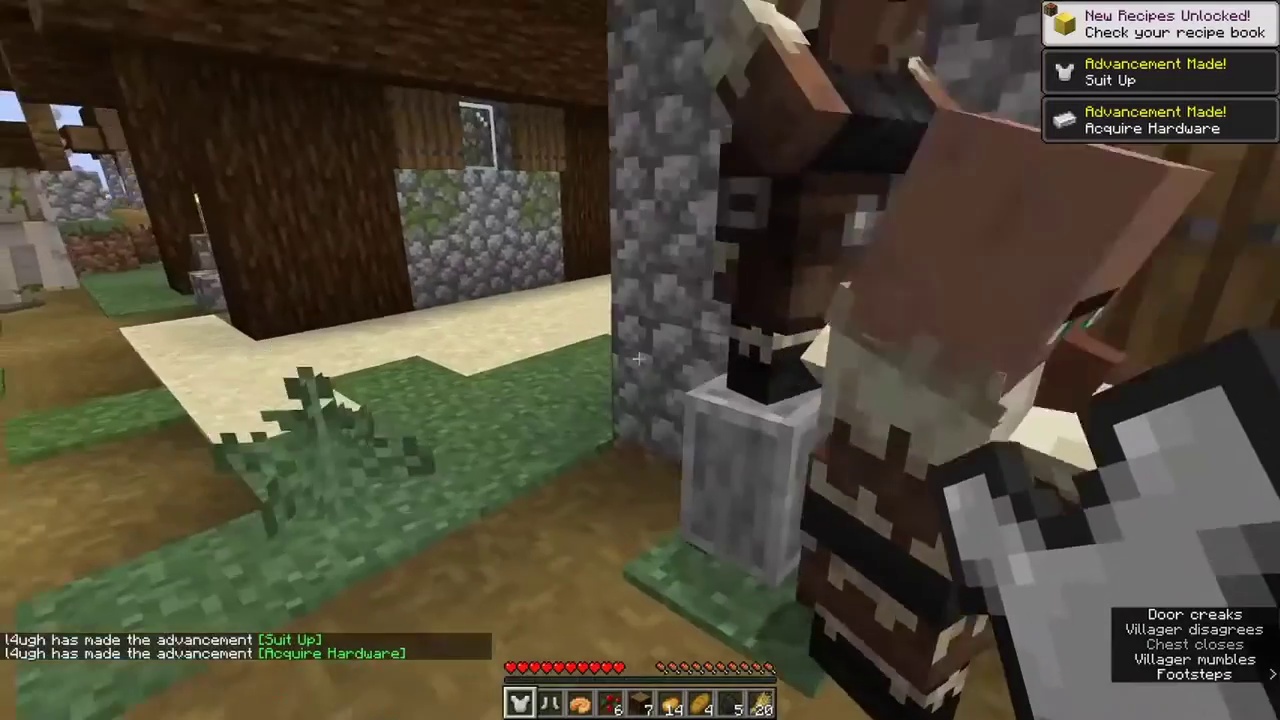 New Recipes Unlocked!
Check your recipe book
Advancement Made!
Suit Up
Advancement Made!
Acquire Hardware
l4ugh has made the advancement [Suit Up]
l4ugh has made the advancement [Acquire Hardware]
Door creaks
Villager disagrees
Chest closes
Villager mumbles
Footsteps >
6 7 14 4 5 20